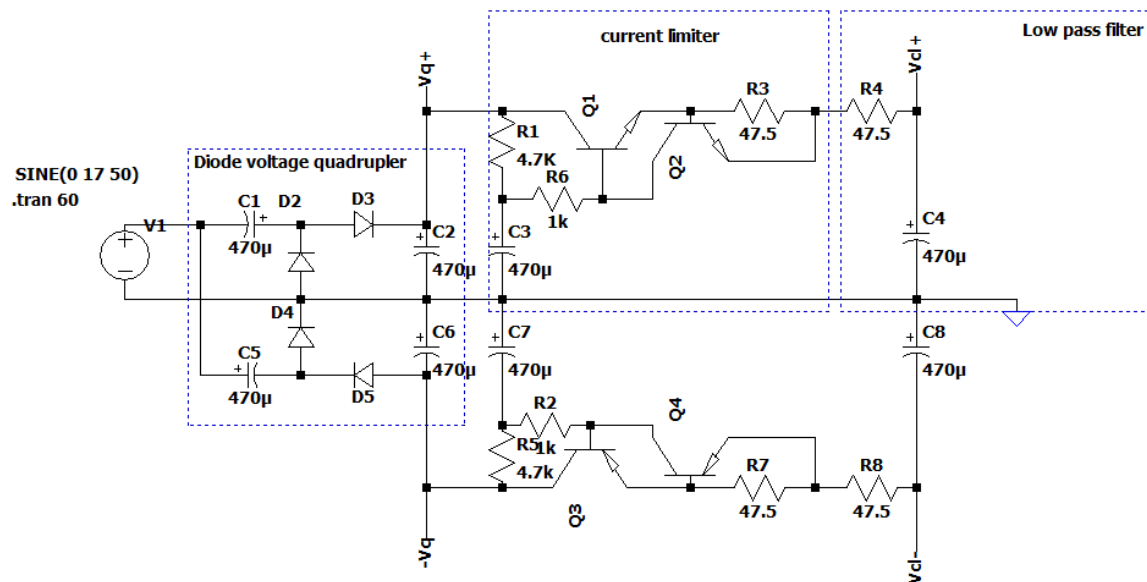 current limiter
Low pass filter
Vq+
Vcl+
Q1
R3
47.5
R4
47.5
R1
4.7K
Q2
Diode voltage quadrupler
SINE(0 17 50)
.tran 60
R6
1k
C1
470µ
D2
D3
V1
C2
470µ
C3
470µ
C4
470µ
D4
C5
470µ
D5
C6
470µ
C7
470µ
C8
470µ
R2
1k
R5
4.7k
Q4
Q3
R7
47.5
R8
47.5
-Vq
Vcl-